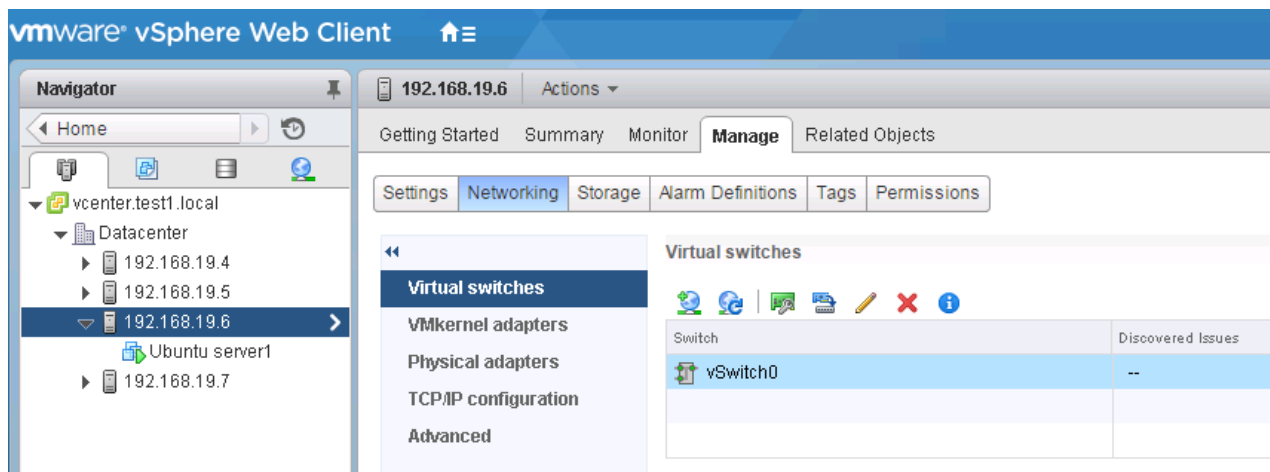 vmware® vSphere Web Client
Navigator
Home
vcenter.test1.local
Datacenter
192.168.19.4
192.168.19.5
192.168.19.6
Ubuntu server1
192.168.19.7
192.168.19.6 Actions
Getting Started Summary Monitor Manage Related Objects
Settings Networking Storage Alarm Definitions Tags Permissions
Virtual switches
VMkernel adapters
Physical adapters
TCP/IP configuration
Advanced
Virtual switches
Switch Discovered Issues
vSwitch0 --